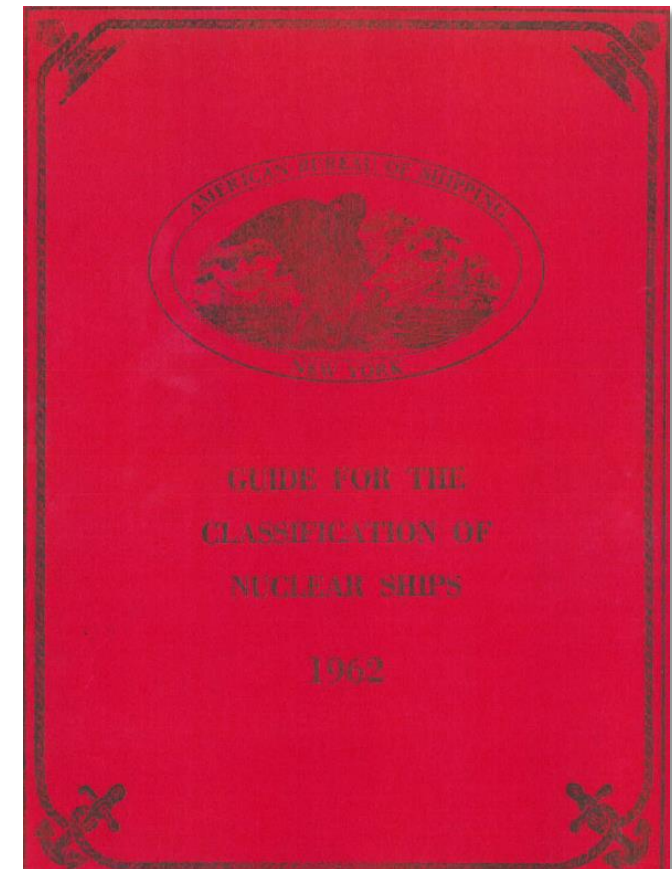 AMERICAN BUREAU OF SHIPPING
NEW YORK
GUIDE FOR THE
CLASSIFICATION OF
NUCLEAR SHIPS
1962